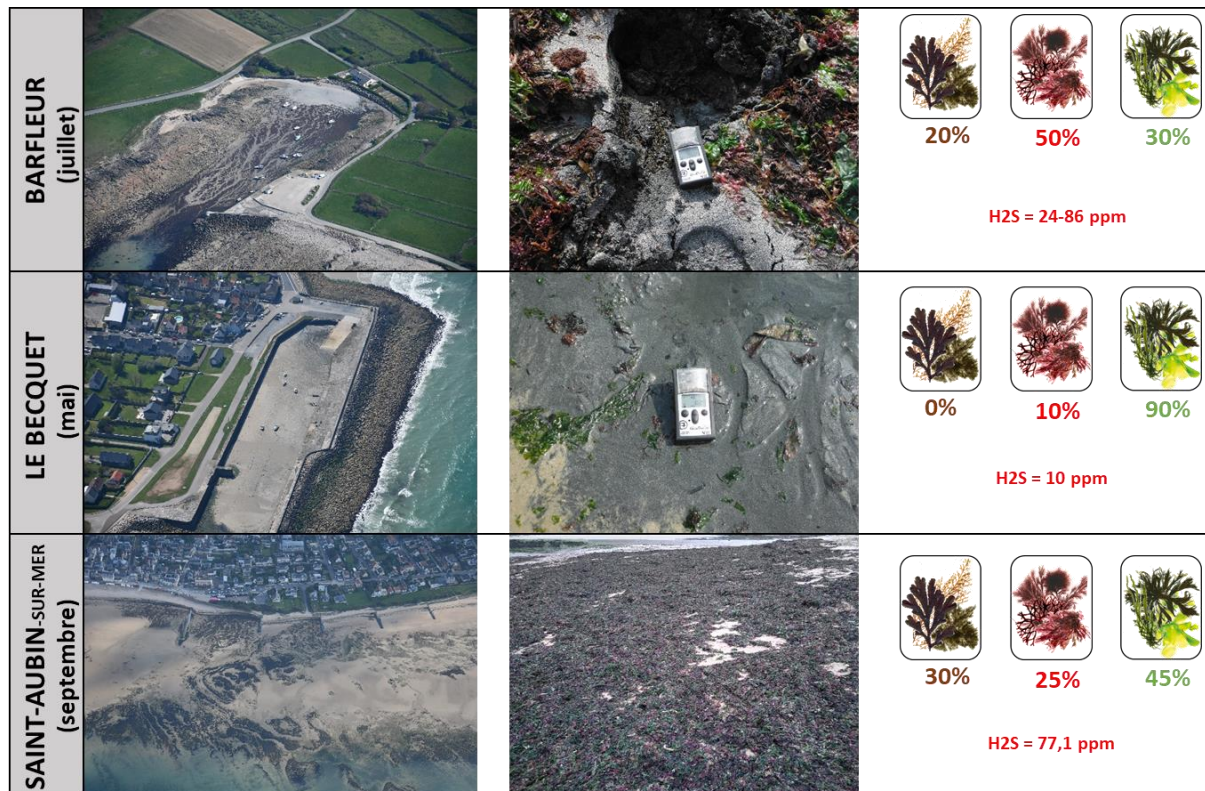 BARFLEUR
(juillet)
20%
50%
30%
H2S = 24-86 ppm
LE BECQUET
(mai)
0%
10%
90%
H2S = 10 ppm
SAINT-AUBIN-SUR-MER
(septembre)
30%
25%
45%
H2S = 77,1 ppm